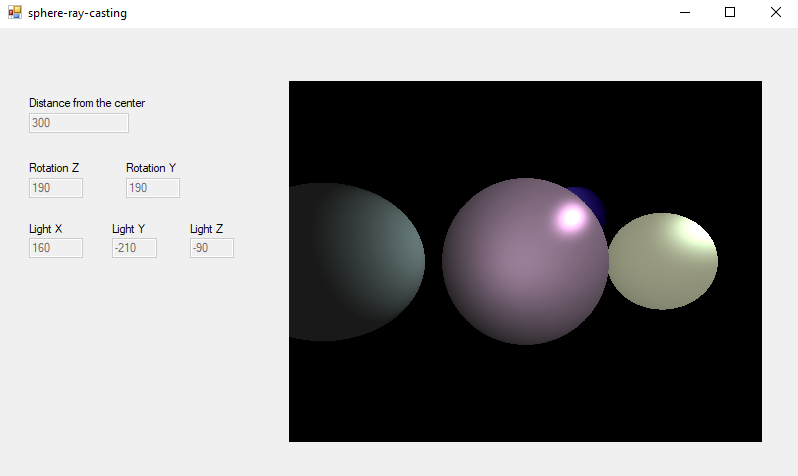 sphere-ray-casting
Distance from the center
300
Rotation Z Rotation Y
190 190
Light X Light Y Light Z
160 -210 -90